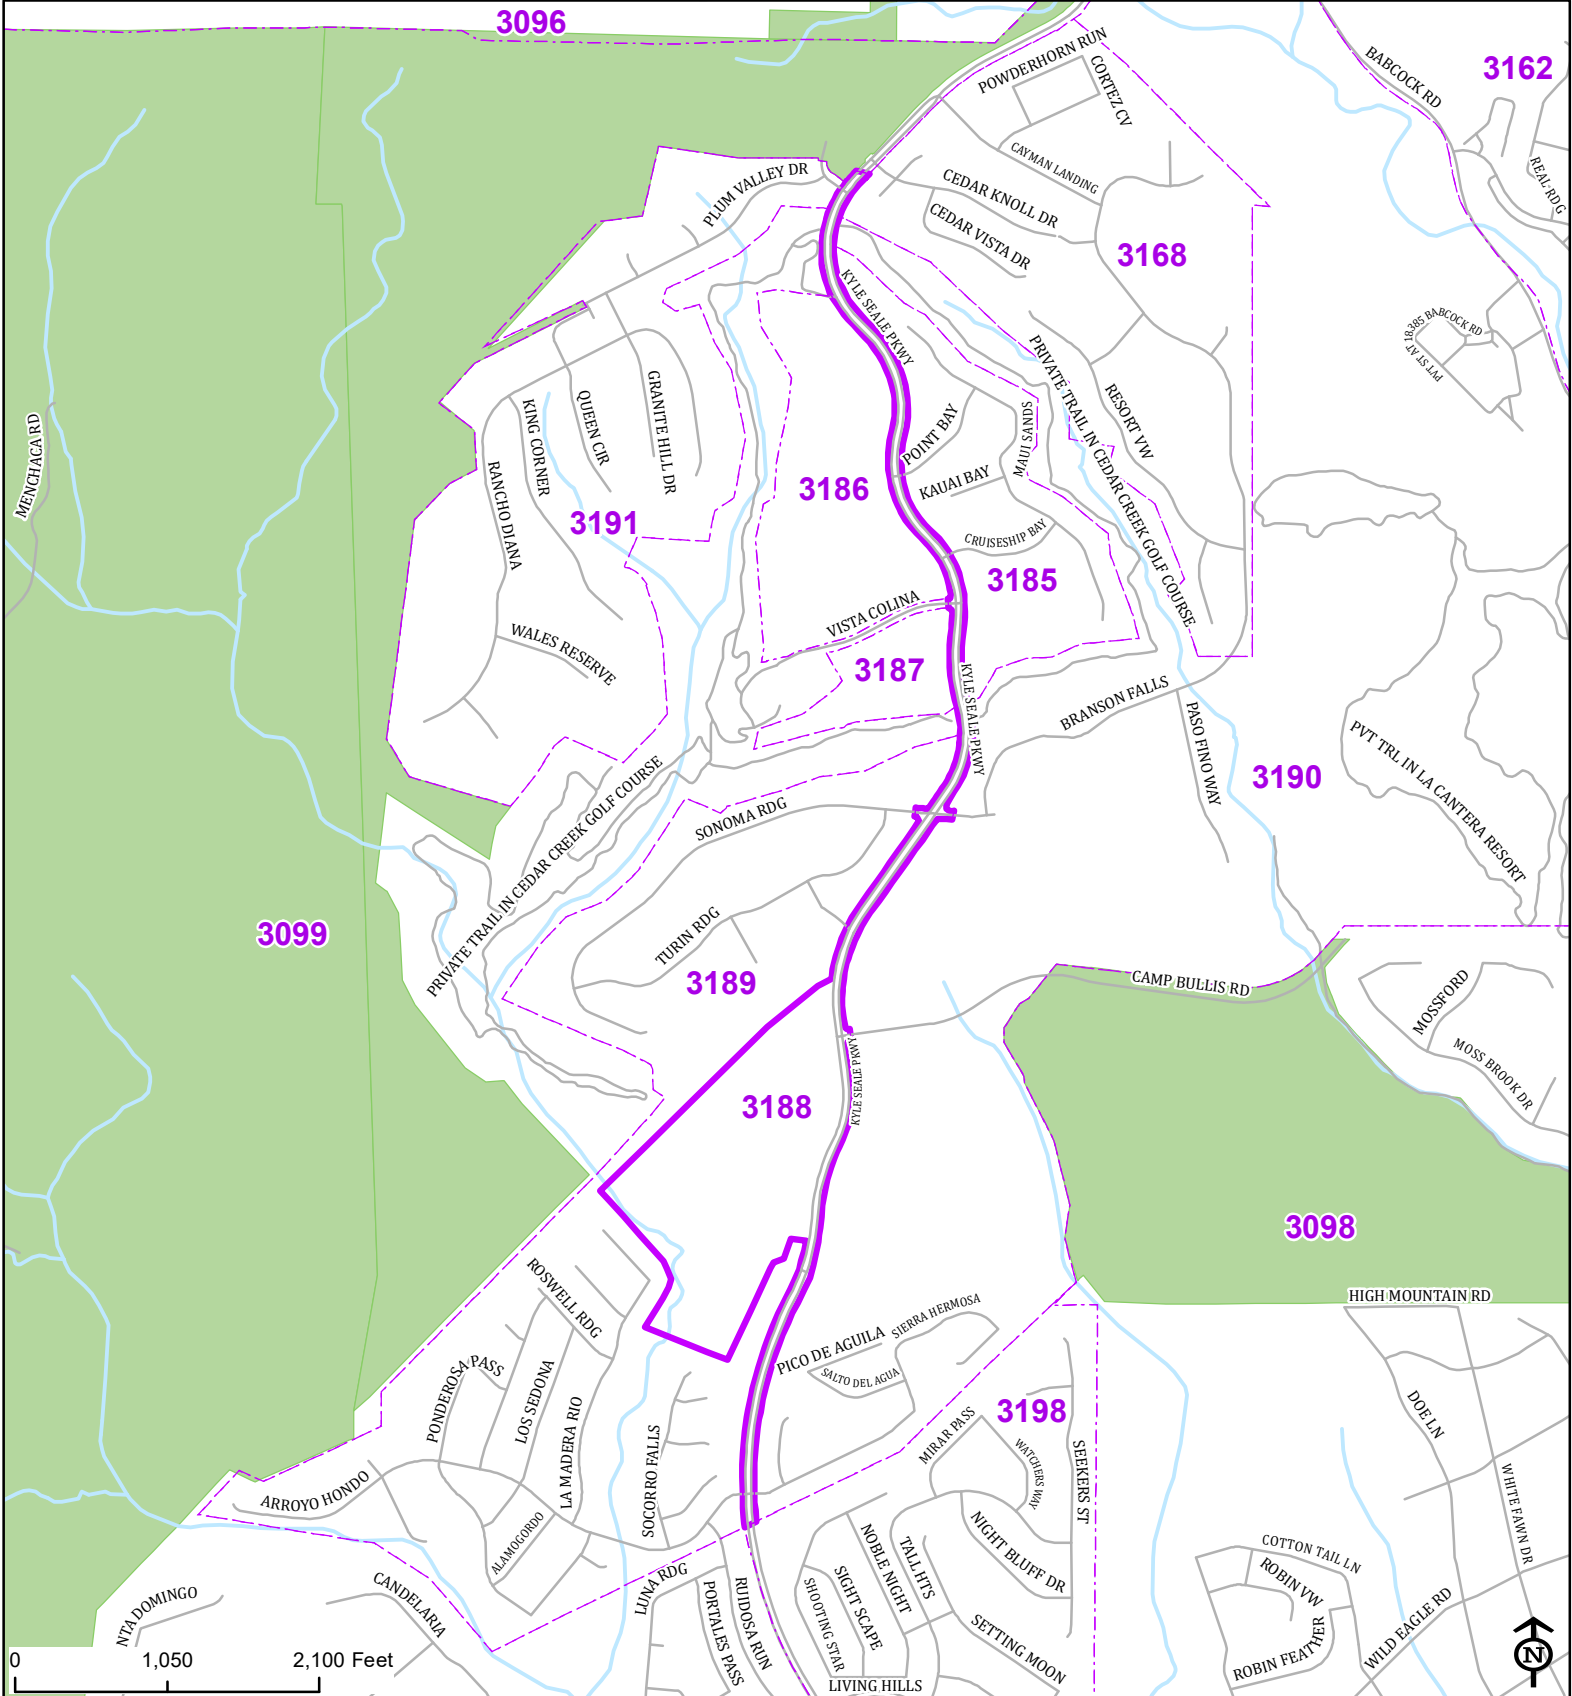 3096
POWDERHORN RUN
BABCOCK RD
3162
CORTEZ CV
REAL RDG
CAYMAN LANDING
PLUM VALLEY DR
CEDAR KNOLL DR
CEDAR VISTA DR
3168
KYLE SEALE PKWY
18385 BABCOCK RD
PVT ST AT
PRIVATE TRAIL IN CEDAR CREEK GOLF COURSE
RESORT VW
GRANITE HILL DR
QUEEN CIR
KING CORNER
MENCHACA RD
RANCHO DIANA
POINT BAY
MAUI SANDS
KAUAI BAY
3186
3191
CRUISESHIP BAY
3185
VISTA COLINA
WALES RESERVE
3187
KYLE SEALE PKWY
BRANSON FALLS
PASO FINO WAY
PVT TRL IN LA CANTERA RESORT
3190
PRIVATE TRAIL IN CEDAR CREEK GOLF COURSE
SONOMA RDG
TURIN RDG
3099
3189
CAMP BULLIS RD
MOSSFORD
MOSS BROOK DR
KYLE SEALE PKWY
3188
3098
ROSWELL RDG
HIGH MOUNTAIN RD
SIERRA HERMOSA
PICO DE AGUILA
SALTO DEL AGUA
PONDEROSA PASS
LOS SEDONA
LA MADERA RIO
SOCORRO FALLS
3198
MIRAR PASS
WATCHERS WAY
SEEKERS ST
DOE LN
WHITE FAWN DR
ARROYO HONDO
ALAMOGORDO
NIGHT BLUFF DR
NOBLE NIGHT
TALL HTS
SIGHT SCAPE
SHOOTING STAR
COTTON TAIL LN
ROBIN VW
ROBIN FEATHER
WILD EAGLE RD
LUNA RDG
PORTALES PASS
RUIDOSA RUN
SETTING MOON
LIVING HILLS
NTA DOMINGO
CANDELARIA
0 1,050 2,100 Feet
N